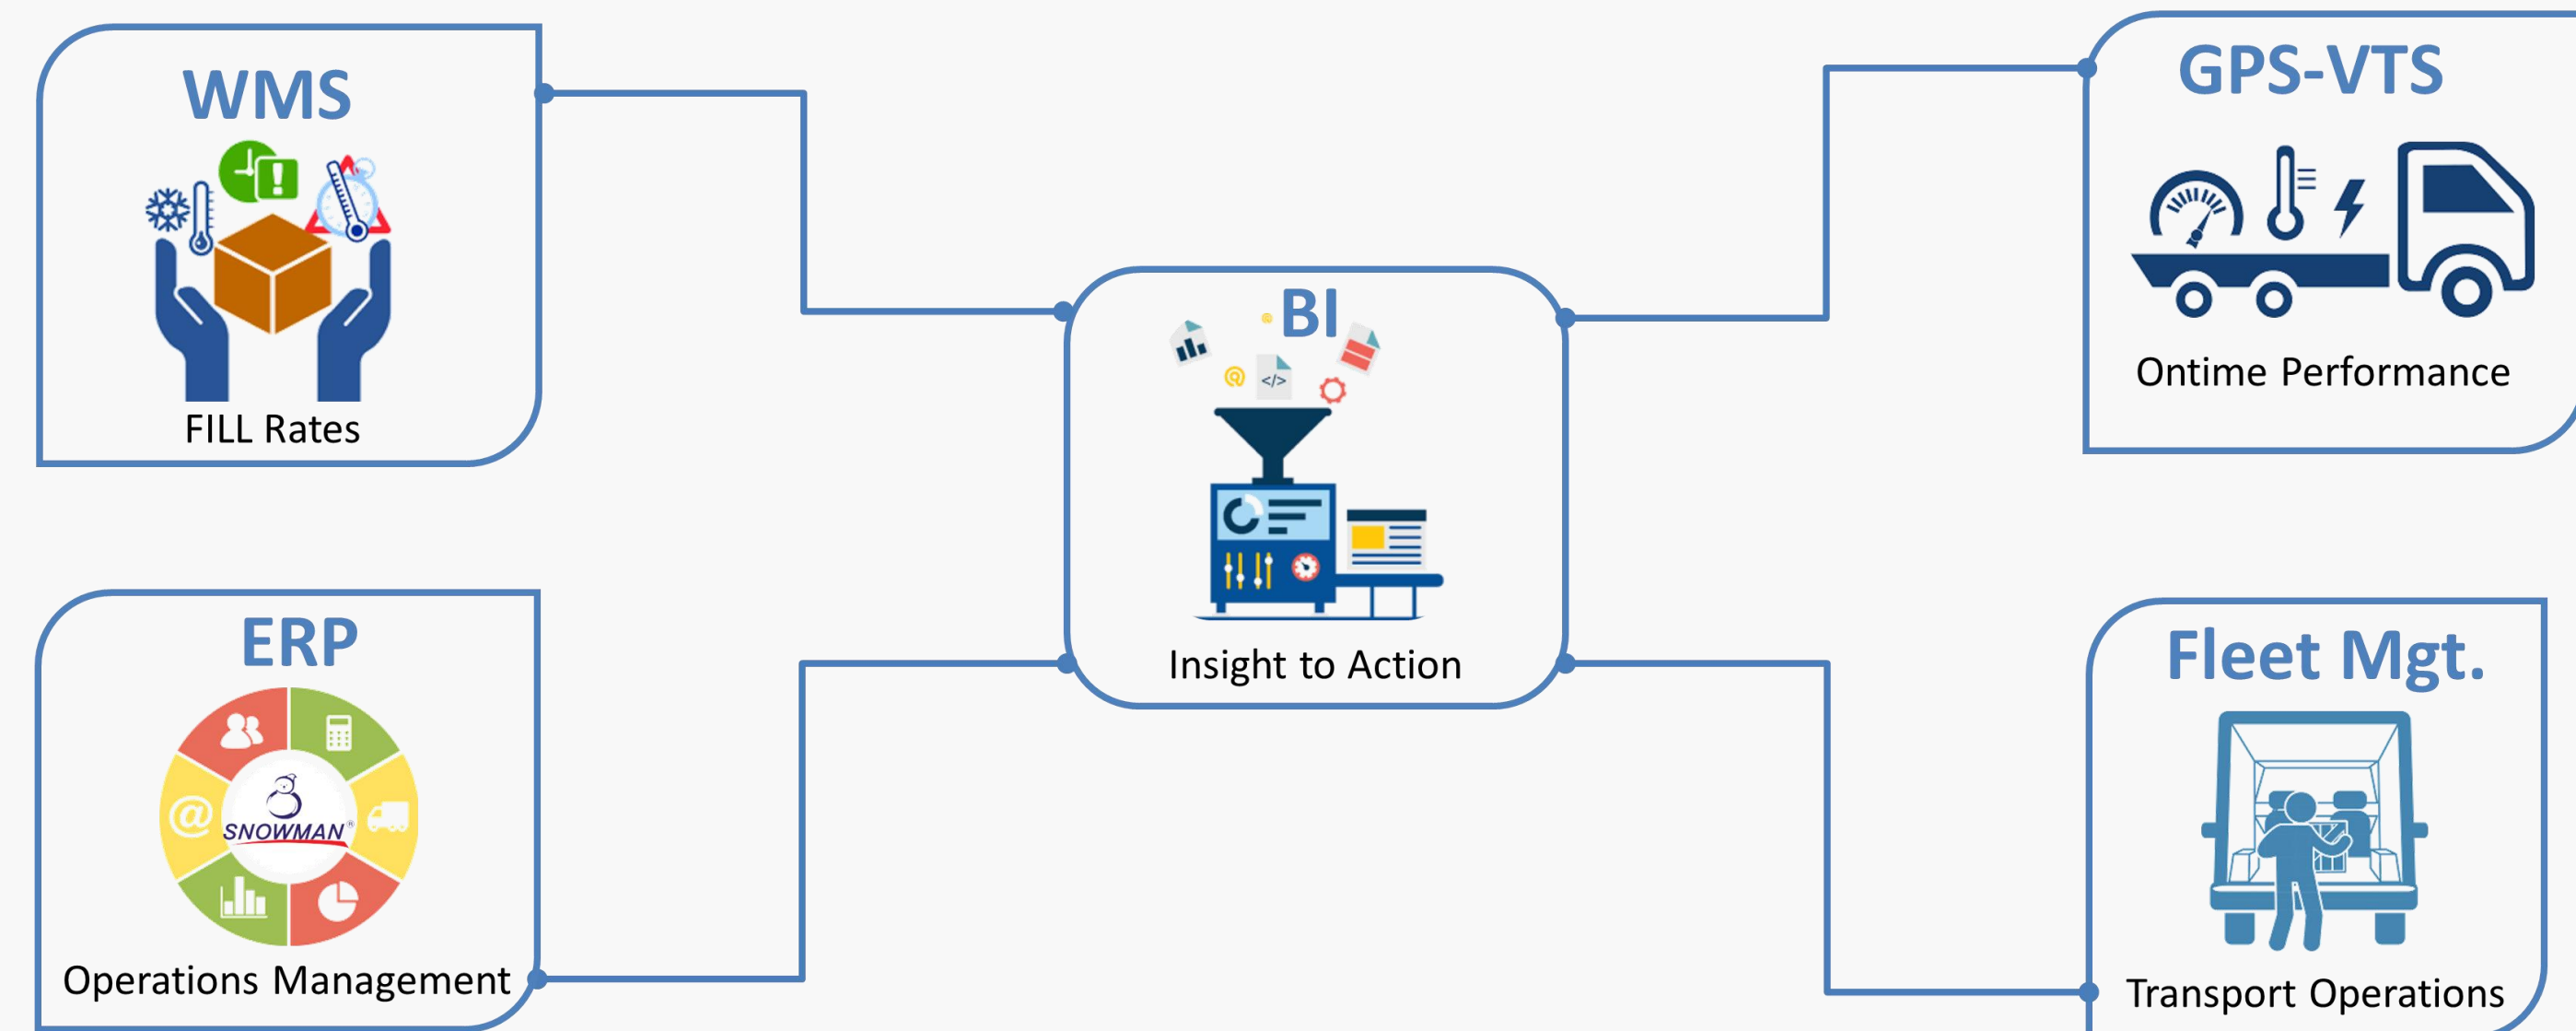 WMS
FILL Rates
GPS-VTS
Ontime Performance
BI
</>
Insight to Action
ERP
@
SNOWMAN®
Operations Management
Fleet Mgt.
Transport Operations